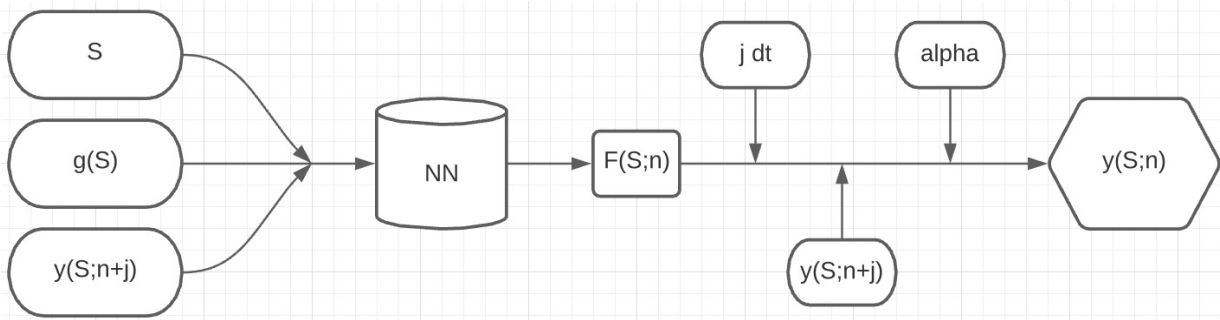 S
g(S)
y(S;n+j)
NN
F(S;n)
j dt
y(S;n+j)
alpha
y(S;n)